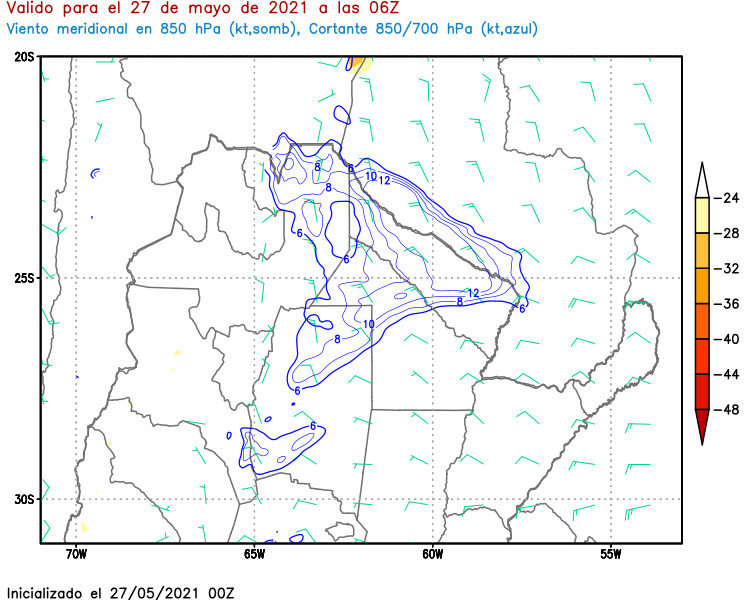 Valido para el 27 de mayo de 2021 a las 06Z
Viento meridional en 850 hPa (kt,somb), Cortante 850/700 hPa (kt,azul)
20S
8
8
6
10
12
-24
6
-28
6
25S
-32
12
8
6
-36
10
8
-40
6
-44
6
-48
30S
70W
65W
60W
55W
Inicializado el 27/05/2021 00Z